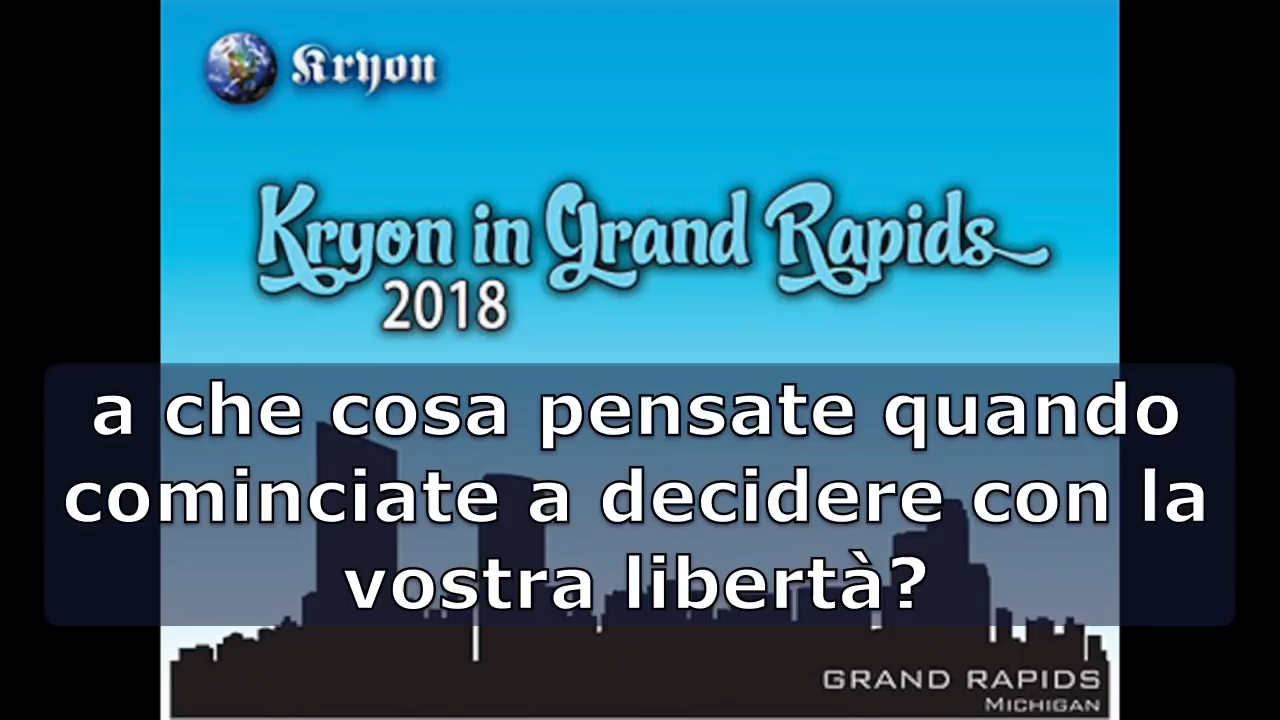 Kryon
Kryon in Grand Rapids
2018
a che cosa pensate quando
cominciate a decidere con la
vostra libertà?
GRAND RAPIDS
MICHIGAN